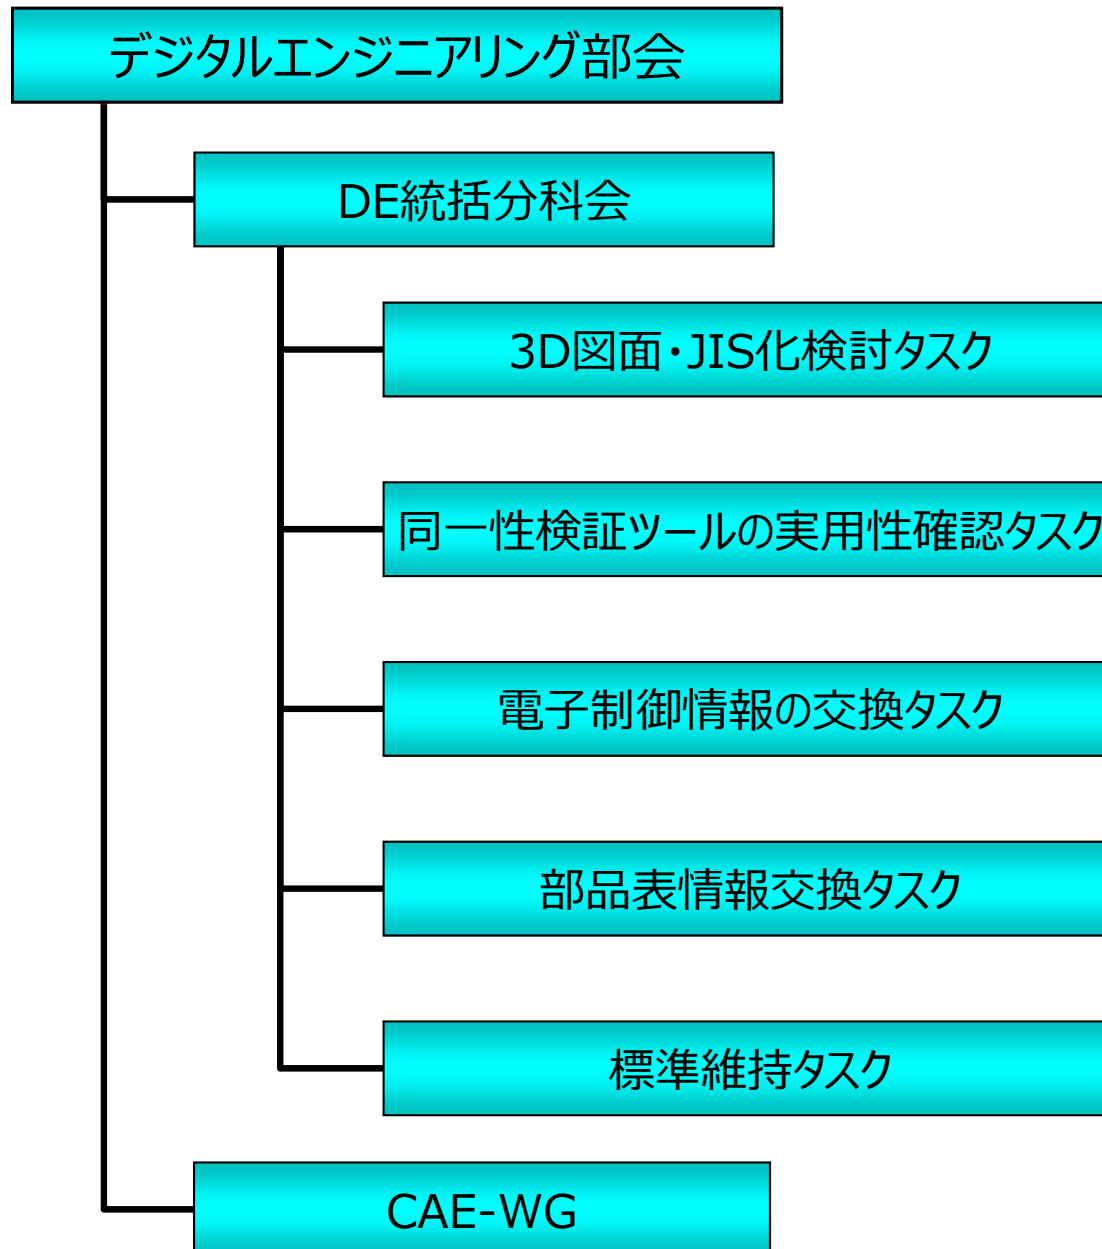 デジタルエンジニアリング部会
DE統括分科会
3D図面・JIS化検討タスク
同一性検証ツールの実用性確認タスク
電子制御情報の交換タスク
部品表情報交換タスク
標準維持タスク
CAE-WG